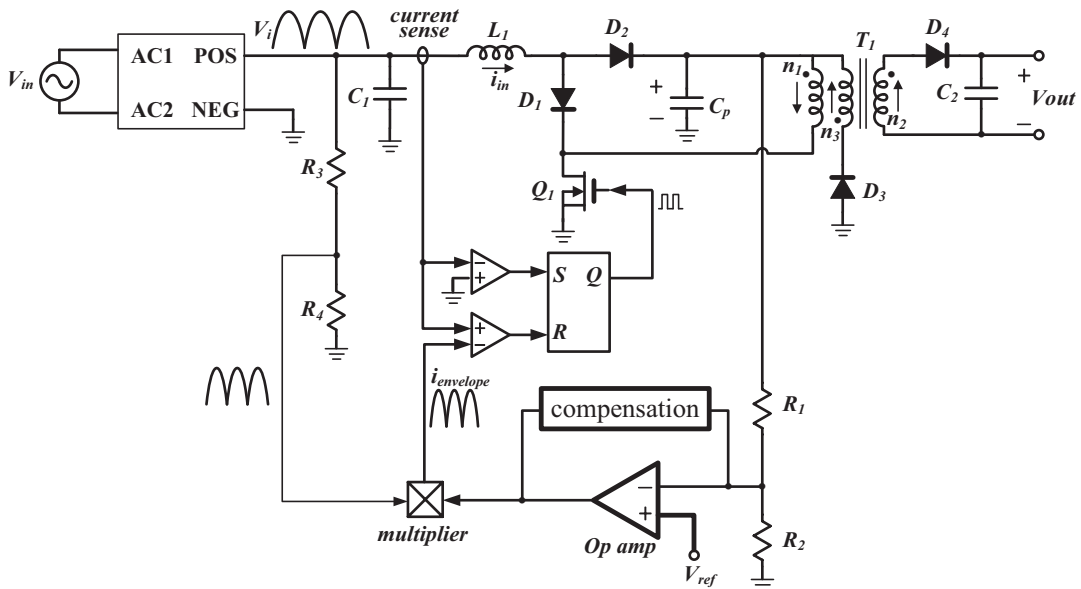 current
sense
V_i
L_1
D_2
T_1
D_4
AC1 POS
V_in
i_in
n_1
+
C_1
D_1
+
C_p
C_2
Vout
AC2 NEG
−
n_3
n_2
−
R_3
Q_1
D_3
−
+
S Q
R_4
+
−
R
i_envelope
compensation
R_1
−
+
multiplier
Op amp
R_2
V_ref